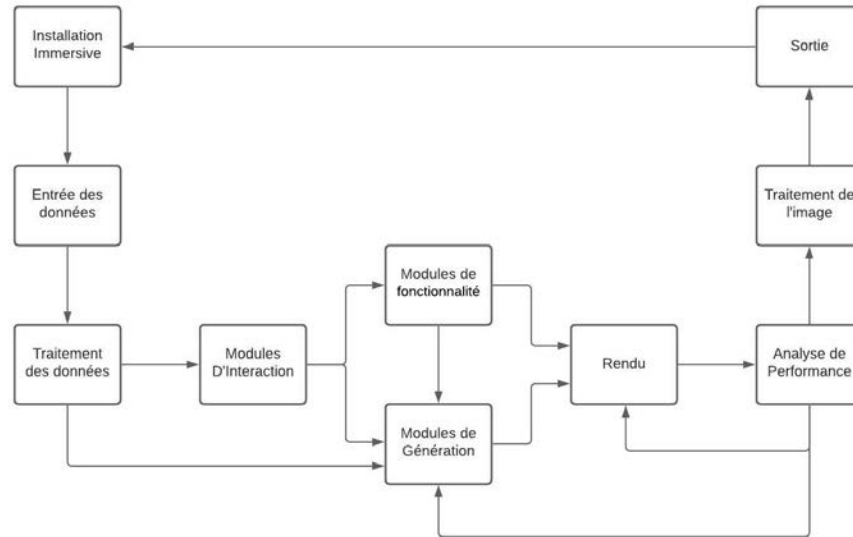 Installation
Immersive
Sortie
Entrée des
données
Traitement de
l'image
Modules de
fonctionnalité
Traitement
des données
Modules
D'Interaction
Rendu
Analyse de
Performance
Modules de
Génération